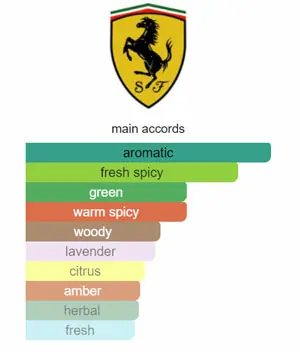 S F
main accords
aromatic
fresh spicy
green
warm spicy
woody
lavender
citrus
amber
herbal
fresh